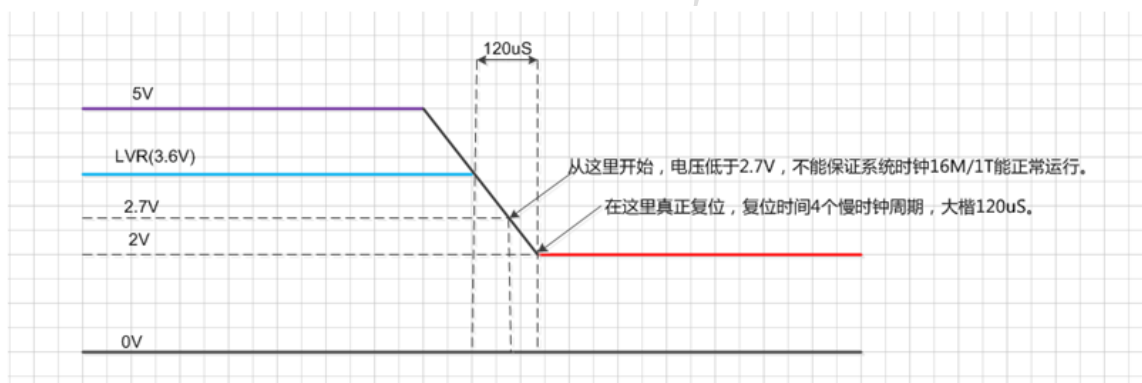 120uS
5V
LVR(3.6V)
从这里开始，电压低于2.7V，不能保证系统时钟16M/1T能正常运行。
2.7V
在这里真正复位，复位时间4个慢时钟周期，大楷120uS。
2V
0V